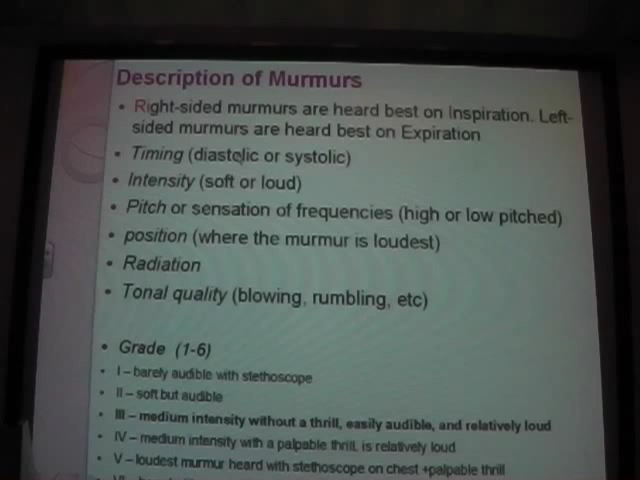 Description of Murmurs
• Right-sided murmurs are heard best on Inspiration. Left-
sided murmurs are heard best on Expiration
• Timing (diastolic or systolic)
• Intensity (soft or loud)
• Pitch or sensation of frequencies (high or low pitched)
• position (where the murmur is loudest)
• Radiation
• Tonal quality (blowing, rumbling, etc)
• Grade (1-6)
• I – barely audible with stethoscope
• II – soft but audible
• III – medium intensity without a thrill, easily audible, and relatively loud
• IV – medium intensity with a palpable thrill, is relatively loud
• V – loudest murmur heard with stethoscope on chest +palpable thrill